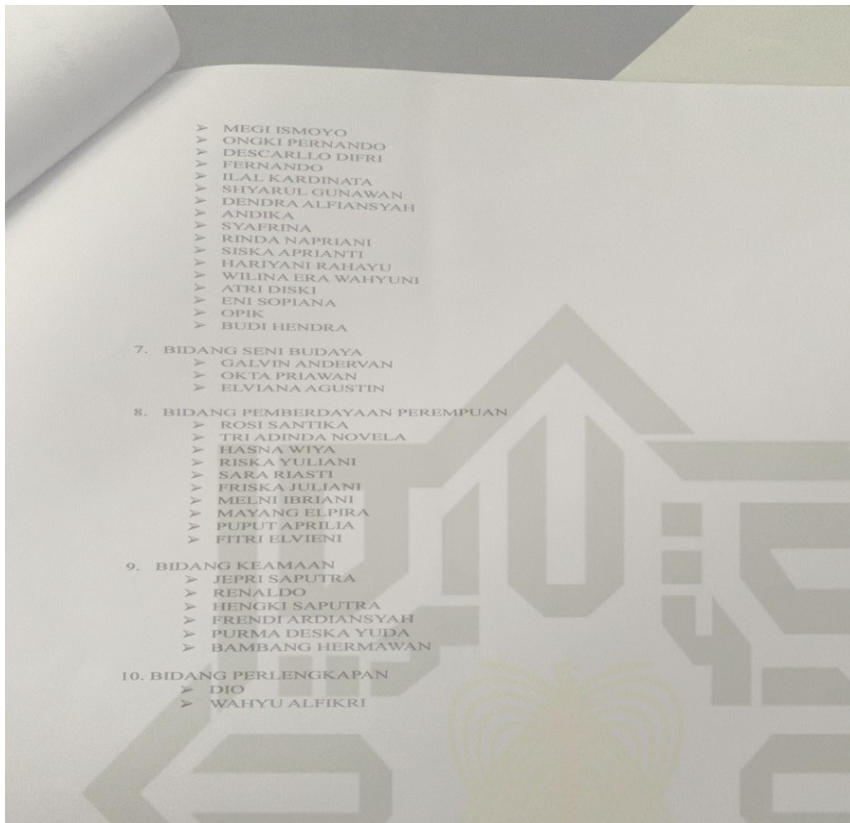 ➢ MEGI ISMOYO
➢ ONGKI PERNANDO
➢ DESCARLLO DIFRI
➢ FERNANDO
➢ ILAL KARDINATA
➢ SHYARUL GUNAWAN
➢ DENDRA ALFIANSYAH
➢ ANDIKA
➢ SYAFRINA
➢ RINDA NAPRIANI
➢ SISKA APRIANTI
➢ HARIYANI RAHAYU
➢ WILINA ERA WAHYUNI
➢ ATRI DISKI
➢ ENI SOPIANA
➢ OPIK
➢ BUDI HENDRA
7. BIDANG SENI BUDAYA
➢ GALVIN ANDERVAN
➢ OKTA PRIAWAN
➢ ELVIANA AGUSTIN
8. BIDANG PEMBERDAYAAN PEREMPUAN
➢ ROSI SANTIKA
➢ TRI ADINDA NOVELA
➢ HASNA WIYA
➢ RISKA YULIANI
➢ SARA RIASTI
➢ FRISKA JULIANI
➢ MELNI IBRIANI
➢ MAYANG ELPIRA
➢ PUPUT APRILIA
➢ FITRI ELVIENI
9. BIDANG KEAMAAN
➢ JEPRI SAPUTRA
➢ RENALDO
➢ HENGKI SAPUTRA
➢ FRENDI ARDIANSYAH
➢ PURMA DESKA YUDA
➢ BAMBANG HERMAWAN
10. BIDANG PERLENGKAPAN
➢ DIO
➢ WAHYU ALFIKRI